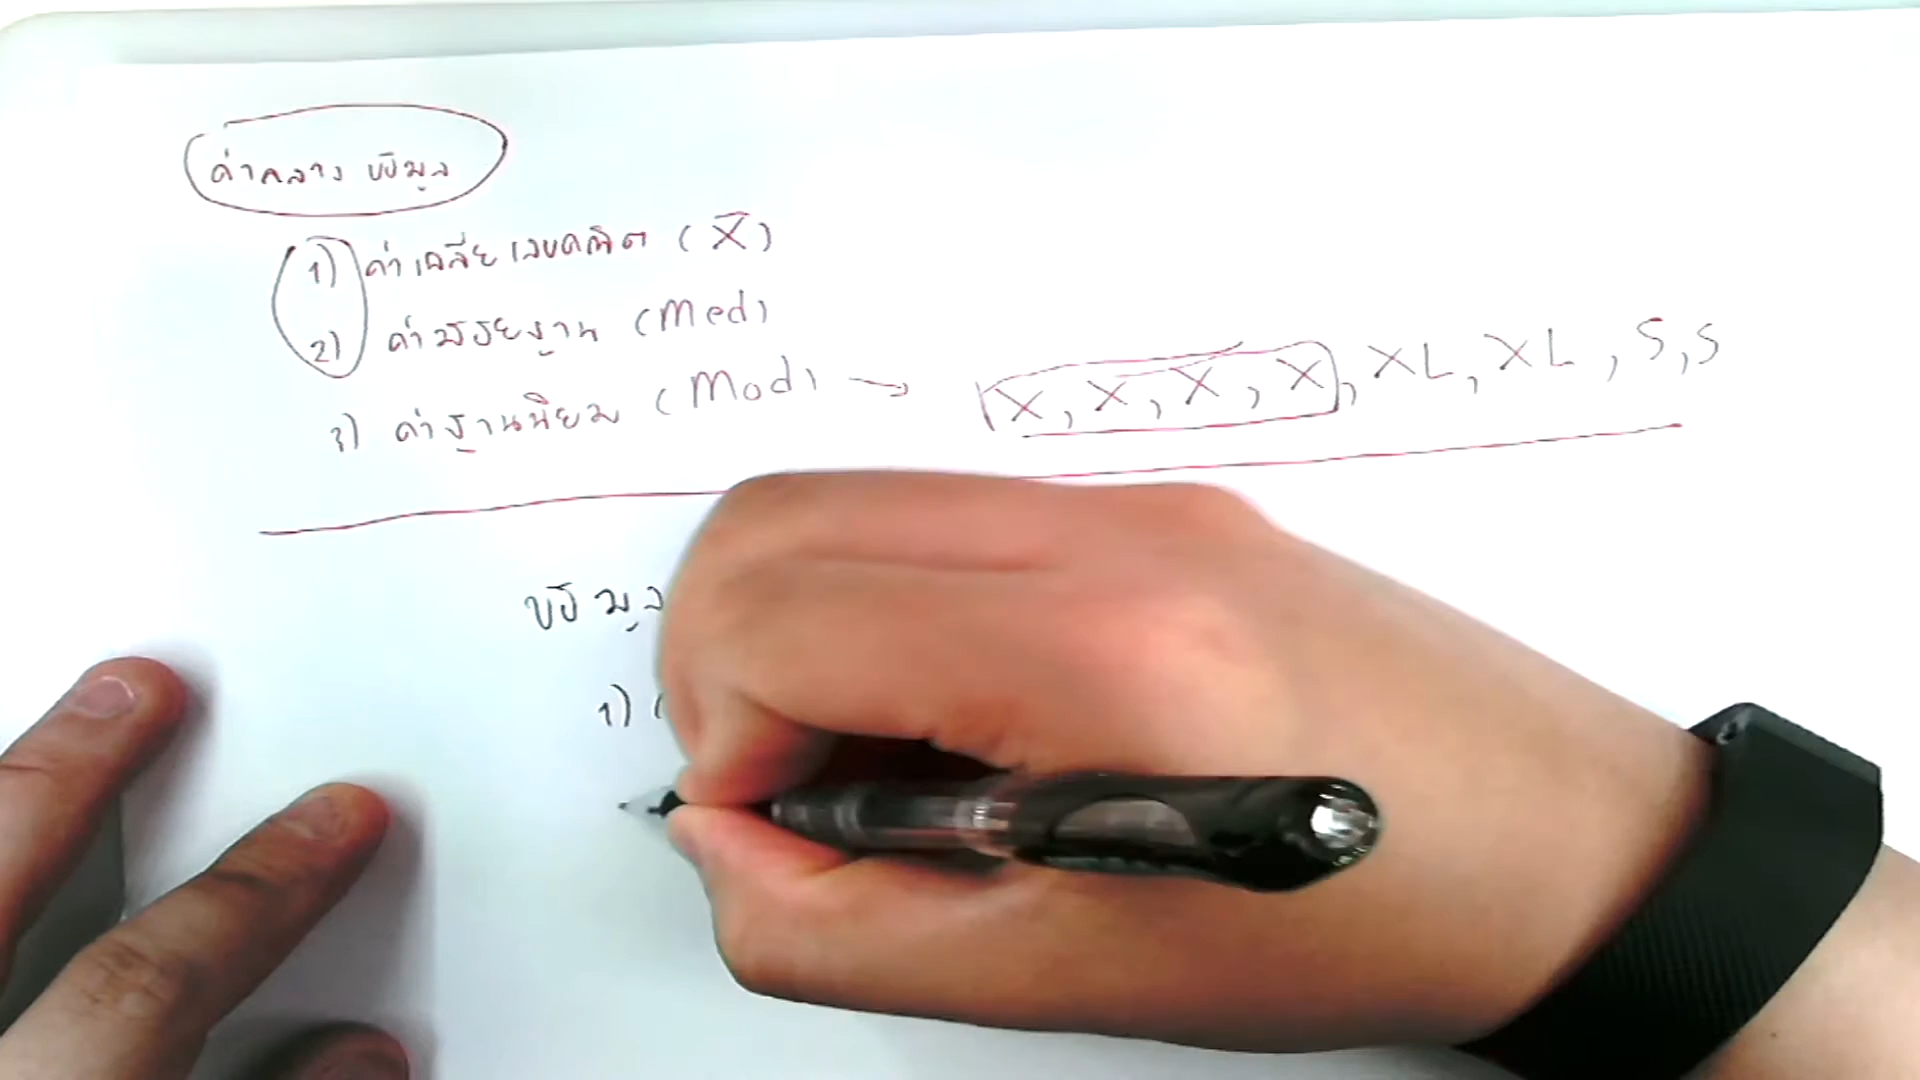 ค่ากลาง ข้อมูล
1) ค่าเฉลี่ยเลขคณิต (X̅)
2) ค่ามัธยฐาน (Med)
3) ค่าฐานนิยม (Mod) → X, X, X, X, XL, XL, S, S
ข้อมูล
1)